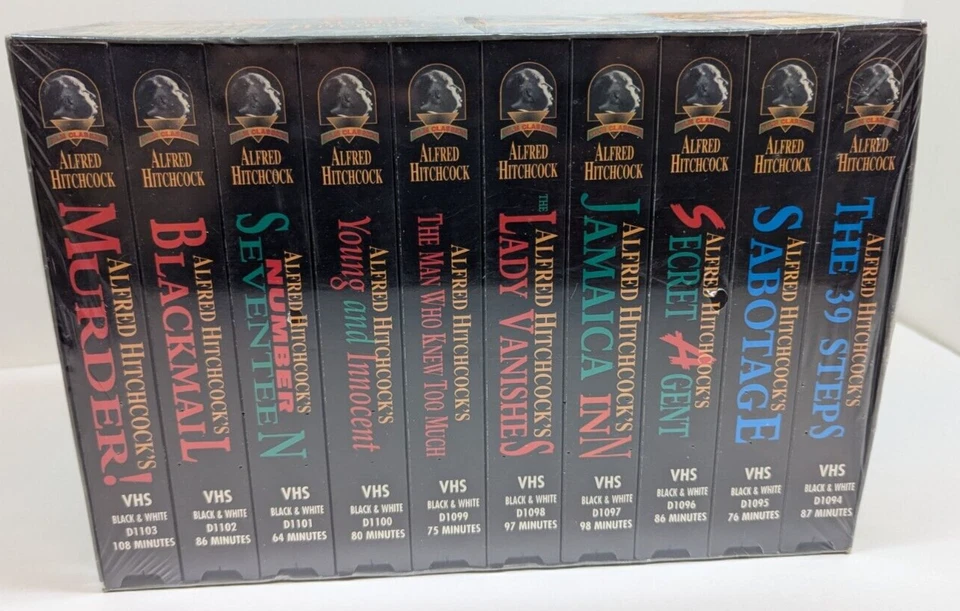 ALFRED
HITCHCOCK
ALFRED HITCHCOCK'S
MURDER!
VHS
BLACK & WHITE
D1103
108 MINUTES
ALFRED
HITCHCOCK
ALFRED HITCHCOCK'S
BLACKMAIL
VHS
BLACK & WHITE
D1102
86 MINUTES
ALFRED
HITCHCOCK
ALFRED HITCHCOCK'S
NUMBER
SEVENTEEN
VHS
BLACK & WHITE
D1101
64 MINUTES
ALFRED
HITCHCOCK
ALFRED HITCHCOCK'S
Young and Innocent
VHS
BLACK & WHITE
D1100
80 MINUTES
ALFRED
HITCHCOCK
ALFRED HITCHCOCK'S
THE MAN WHO KNEW TOO MUCH
VHS
BLACK & WHITE
D1099
75 MINUTES
ALFRED
HITCHCOCK
ALFRED HITCHCOCK'S
THE LADY VANISHES
VHS
BLACK & WHITE
D1098
97 MINUTES
ALFRED
HITCHCOCK
ALFRED HITCHCOCK'S
JAMAICA INN
VHS
BLACK & WHITE
D1097
98 MINUTES
ALFRED
HITCHCOCK
ALFRED HITCHCOCK'S
SECRET AGENT
VHS
BLACK & WHITE
D1096
86 MINUTES
ALFRED
HITCHCOCK
ALFRED HITCHCOCK'S
SABOTAGE
VHS
BLACK & WHITE
D1095
76 MINUTES
ALFRED
HITCHCOCK
ALFRED HITCHCOCK'S
THE 39 STEPS
VHS
BLACK & WHITE
D1094
87 MINUTES